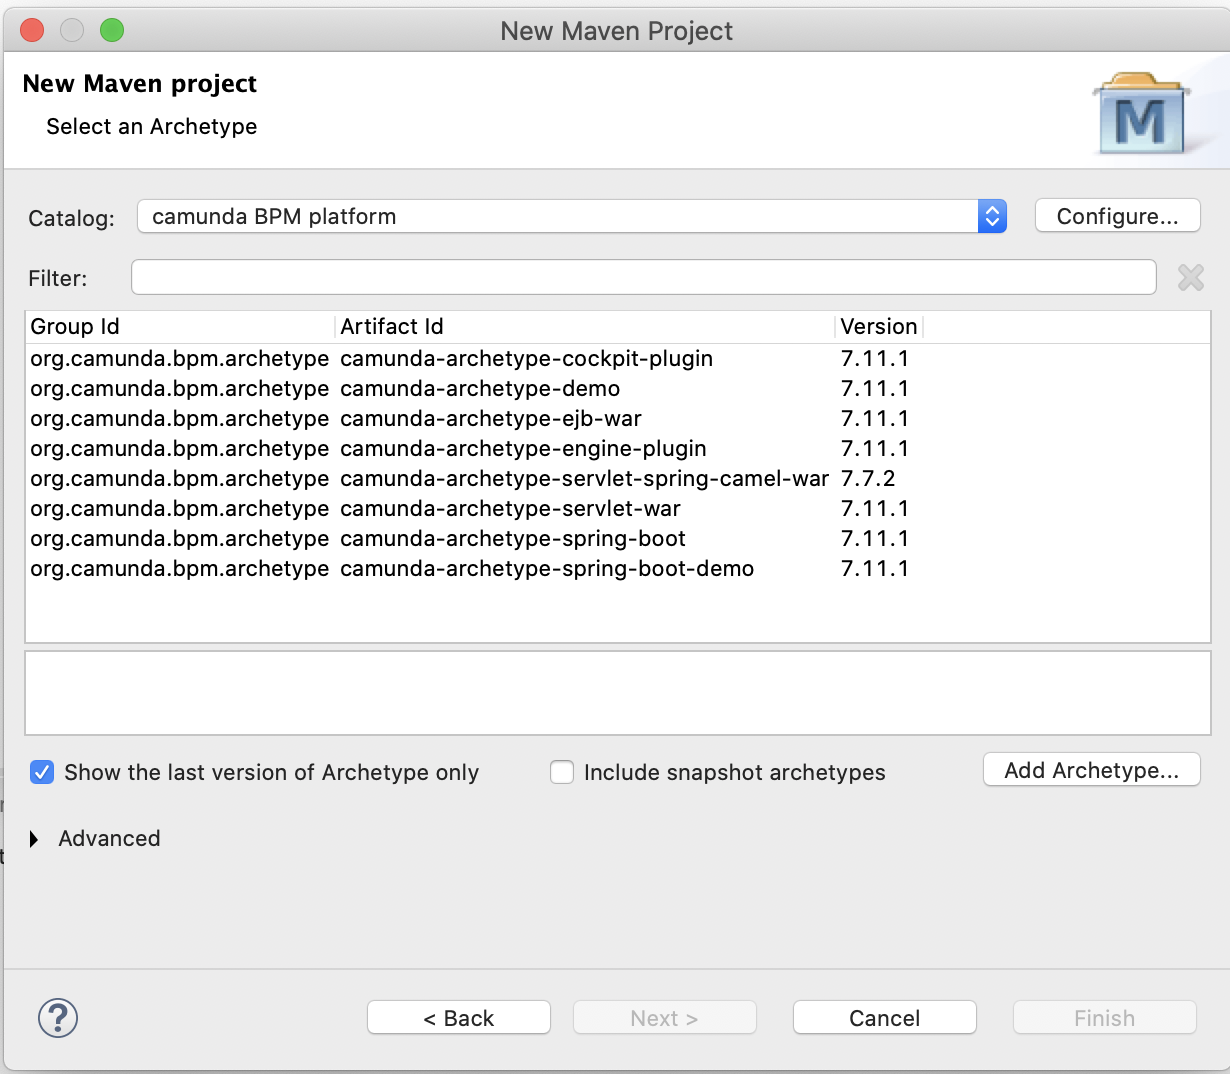 New Maven Project
New Maven project
Select an Archetype
M
Catalog: camunda BPM platform Configure...
Filter:
Group Id Artifact Id Version
org.camunda.bpm.archetype camunda-archetype-cockpit-plugin 7.11.1
org.camunda.bpm.archetype camunda-archetype-demo 7.11.1
org.camunda.bpm.archetype camunda-archetype-ejb-war 7.11.1
org.camunda.bpm.archetype camunda-archetype-engine-plugin 7.11.1
org.camunda.bpm.archetype camunda-archetype-servlet-spring-camel-war 7.7.2
org.camunda.bpm.archetype camunda-archetype-servlet-war 7.11.1
org.camunda.bpm.archetype camunda-archetype-spring-boot 7.11.1
org.camunda.bpm.archetype camunda-archetype-spring-boot-demo 7.11.1
Show the last version of Archetype only Include snapshot archetypes Add Archetype...
Advanced
? < Back Next > Cancel Finish